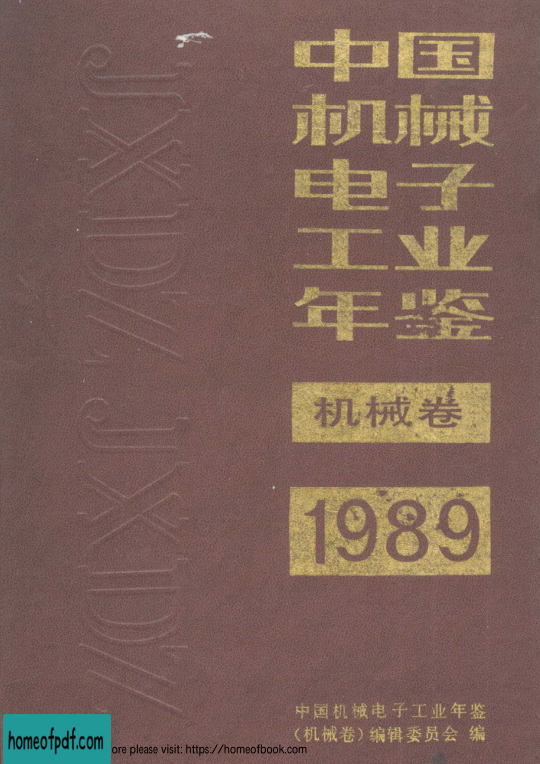 中国
机械
电子
工业
年鉴
机械卷
1989
中国机械电子工业年鉴
（机械卷）编辑委员会 编
homeofpdf.com
ore please visit: https://homeofbook.com